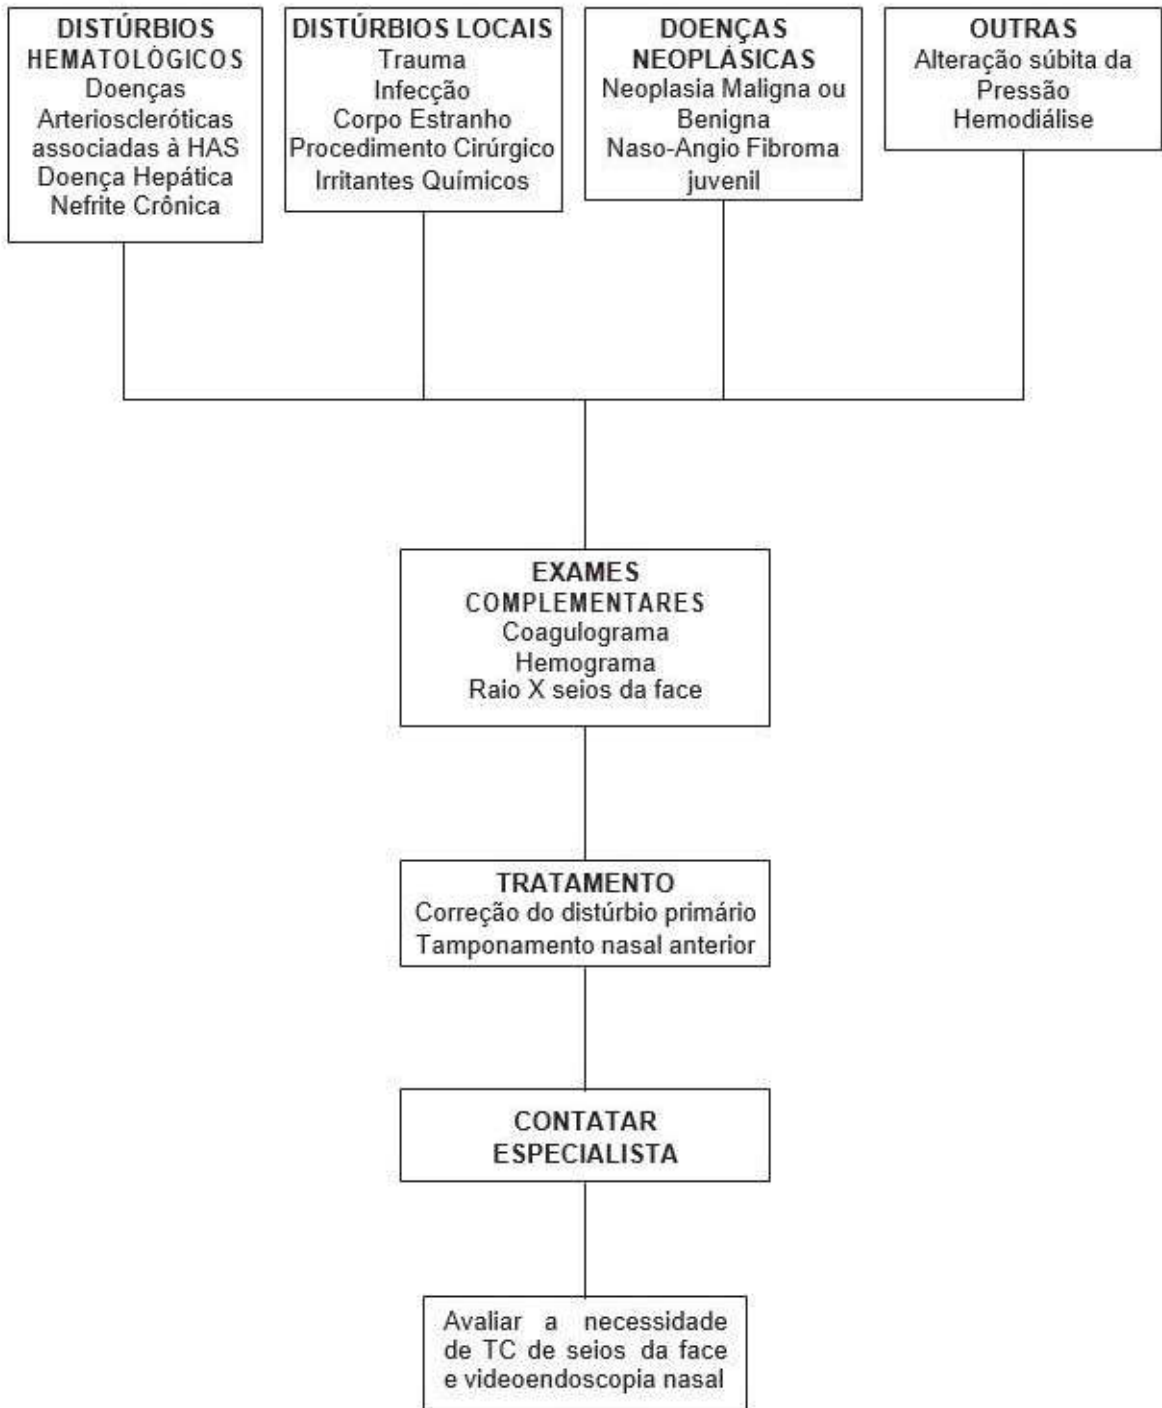 DISTÚRBIOS
HEMATOLÓGICOS
Doenças
Arterioscleróticas
associadas à HAS
Doença Hepática
Nefrite Crônica
DISTÚRBIOS LOCAIS
Trauma
Infecção
Corpo Estranho
Procedimento Cirúrgico
Irritantes Químicos
DOENÇAS
NEOPLÁSICAS
Neoplasia Maligna ou
Benigna
Naso-Angio Fibroma
juvenil
OUTRAS
Alteração súbita da
Pressão
Hemodiálise
EXAMES
COMPLEMENTARES
Coagulograma
Hemograma
Raio X seios da face
TRATAMENTO
Correção do distúrbio primário
Tamponamento nasal anterior
CONTATAR
ESPECIALISTA
Avaliar a necessidade
de TC de seios da face
e videoendoscopia nasal